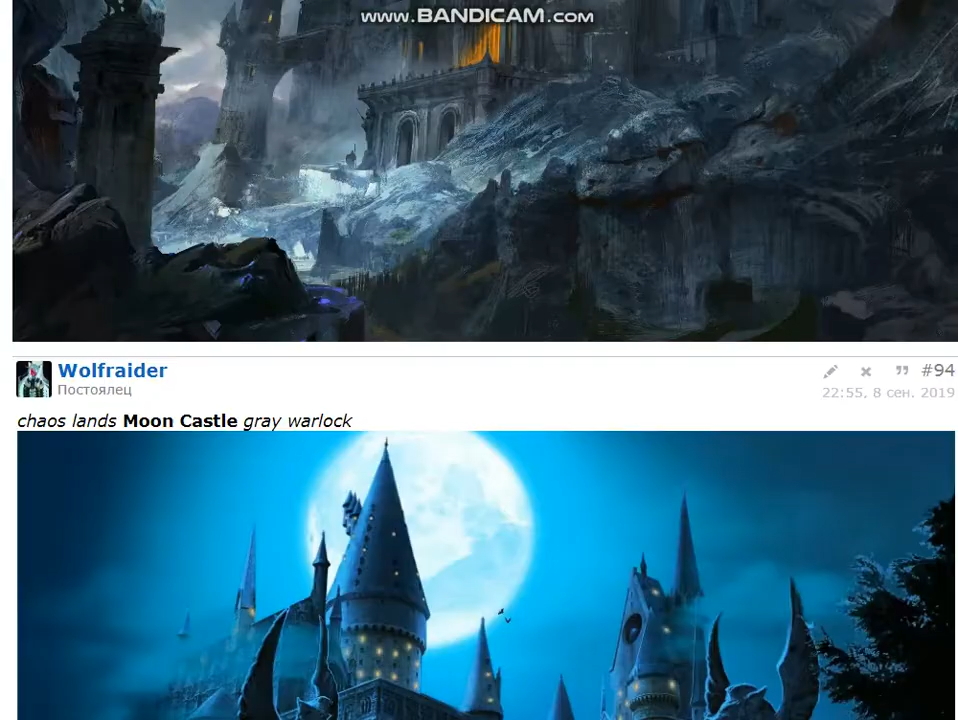 www.BANDICAM.com
Wolfraider
#94
Постоялец
22:55, 8 сен. 2019
chaos lands Moon Castle gray warlock